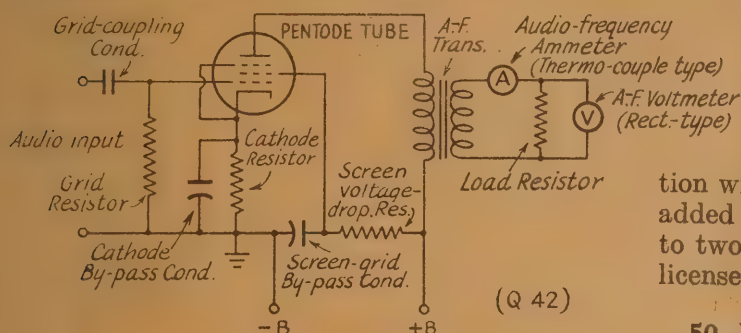 Grid-coupling
Cond.
PENTODE TUBE
A.-F.
Trans.
Audio-frequency
Ammeter
(Thermo-couple type)
A
V
A.-F. Voltmeter
(Rect.-type)
Audio input
Grid
Resistor
Cathode
Resistor
Screen
voltage-
drop. Res.
Load Resistor
Cathode
By-pass Cond.
Screen-grid
By-pass Cond.
(Q 42)
-B
+B
tion w
added
to two
license
50.